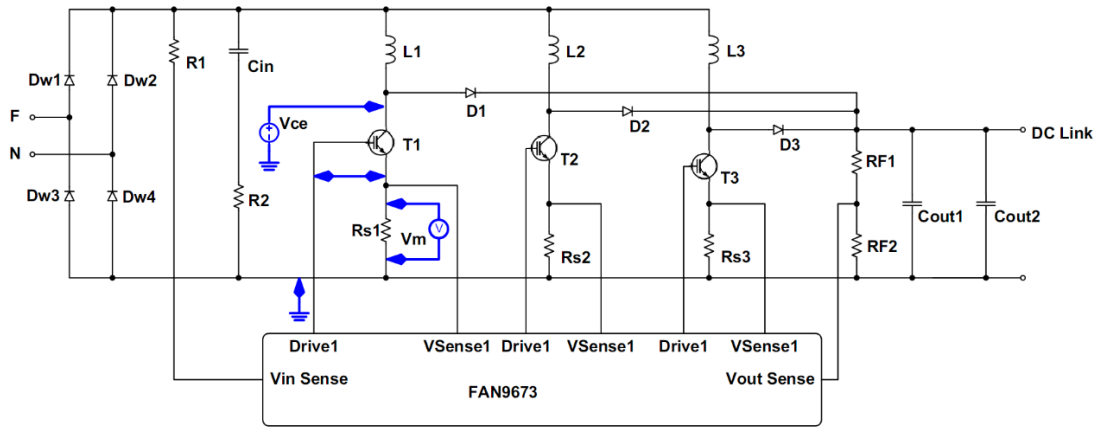 L1
L2
L3
R1
Cin
Dw1
Dw2
D1
F
Vce
D2
DC Link
T1
D3
N
T2
RF1
T3
Dw3
Dw4
R2
Cout1
Cout2
Rs1
Vm
V
Rs2
Rs3
RF2
Drive1
VSense1
Drive1
VSense1
Drive1
VSense1
Vin Sense
FAN9673
Vout Sense